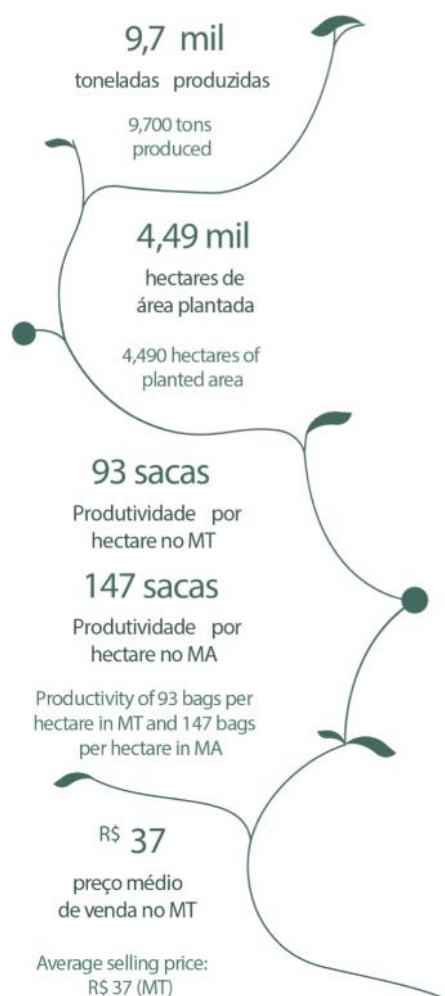 9,7 mil
toneladas produzidas
9,700 tons
produced
4,49 mil
hectares de
área plantada
4,490 hectares of
planted area
93 sacas
Produtividade por
hectare no MT
147 sacas
Produtividade por
hectare no MA
Productivity of 93 bags per
hectare in MT and 147 bags
per hectare in MA
R$ 37
preço médio
de venda no MT
Average selling price:
R$ 37 (MT)